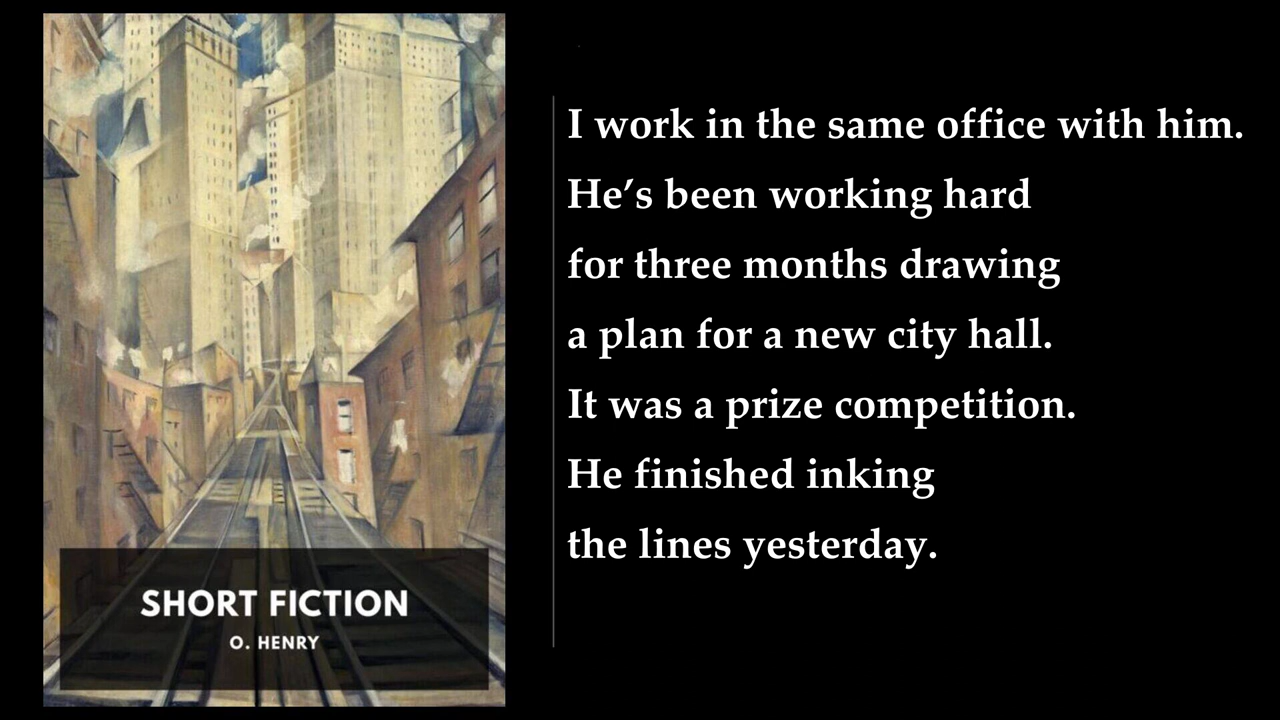 SHORT FICTION
O. HENRY
I work in the same office with him.
He’s been working hard
for three months drawing
a plan for a new city hall.
It was a prize competition.
He finished inking
the lines yesterday.